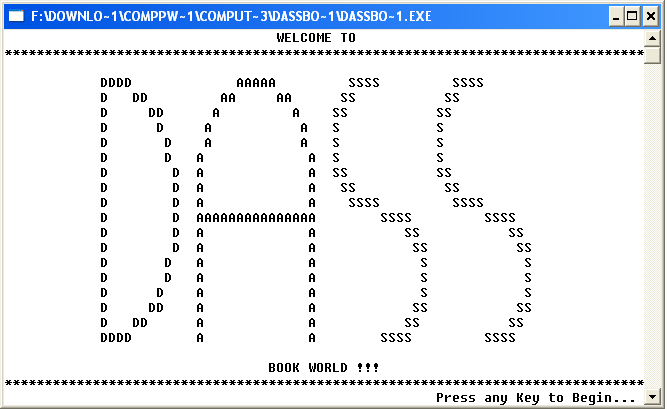 F:\DOWNLO~1\COMPPW~1\COMPUT~3\DASSBO~1\DASSBO~1.EXE
WELCOME TO
********************************************************************************
DDDD             AAAAA         SSSS         SSSS
D   DD         AA     AA      SS           SS
D     DD      A         A    SS           SS
D      D     A           A   S            S
D       D    A           A   S            S
D       D   A             A  S            S
D        D  A             A  SS           SS
D        D  A             A   SS           SS
D        D  A             A    SSSS         SSSS
D        D  AAAAAAAAAAAAAAA        SSSS         SSSS
D        D  A             A           SS           SS
D        D  A             A            SS           SS
D       D   A             A             S            S
D       D   A             A             S            S
D      D    A             A             S            S
D     DD    A             A            SS           SS
D   DD      A             A           SS           SS
DDDD        A             A        SSSS         SSSS
BOOK WORLD !!!
********************************************************************************
Press any Key to Begin...